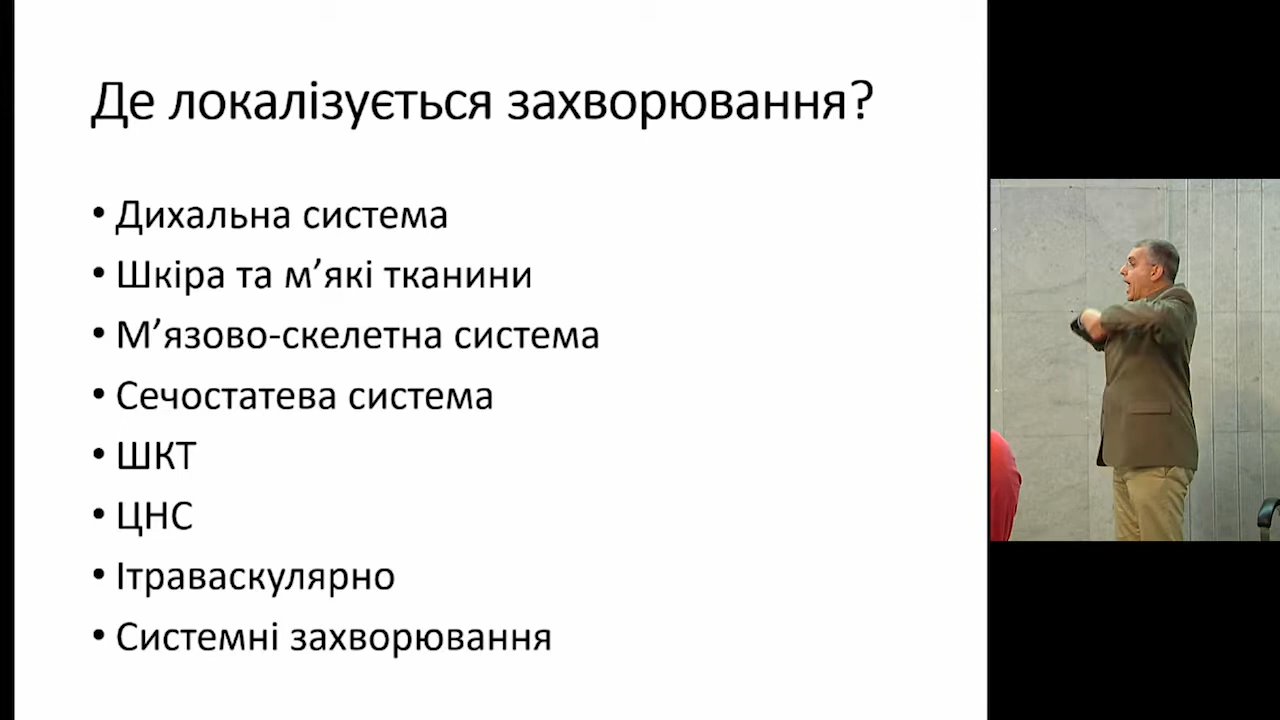 Де локалізується захворювання?
• Дихальна система
• Шкіра та м’які тканини
• М’язово-скелетна система
• Сечостатева система
• ШКТ
• ЦНС
• Ітраваскулярно
• Системні захворювання